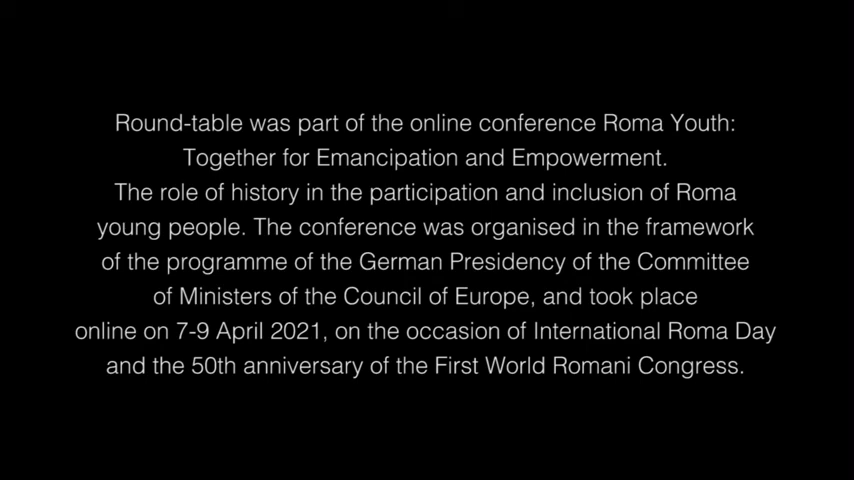 Round-table was part of the online conference Roma Youth:
Together for Emancipation and Empowerment.
The role of history in the participation and inclusion of Roma
young people. The conference was organised in the framework
of the programme of the German Presidency of the Committee
of Ministers of the Council of Europe, and took place
online on 7-9 April 2021, on the occasion of International Roma Day
and the 50th anniversary of the First World Romani Congress.